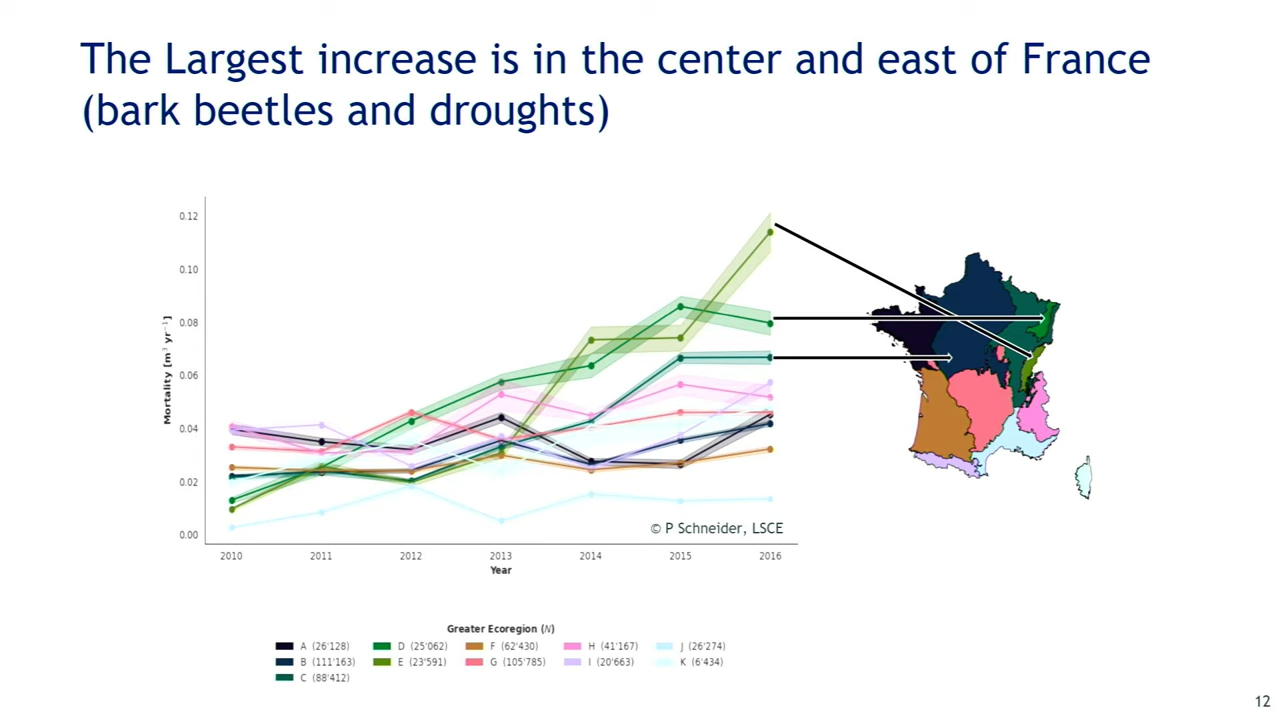 The Largest increase is in the center and east of France
(bark beetles and droughts)
0.12
0.10
0.08
0.06
0.04
0.02
0.00
Mortality [m³ yr⁻¹]
© P Schneider, LSCE
2010 2011 2012 2013 2014 2015 2016
Year
Greater Ecoregion (N)
A (26'128) D (25'062) F (62'430) H (41'167) J (26'274)
B (111'163) E (23'591) G (105'785) I (20'663) K (6'434)
C (88'412)
12